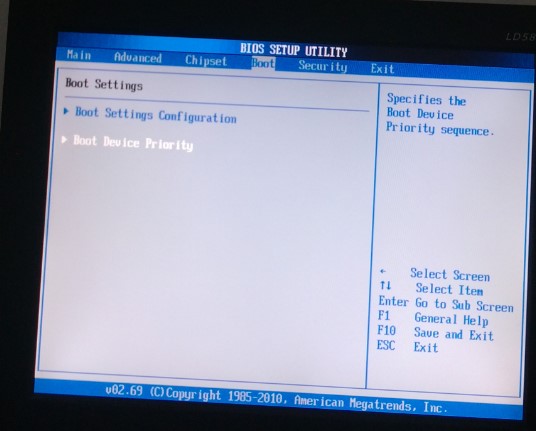 LD58
BIOS SETUP UTILITY
Main Advanced Chipset Boot Security Exit
Boot Settings
▶ Boot Settings Configuration
▶ Boot Device Priority
Specifies the
Boot Device
Priority sequence.
← Select Screen
↑↓ Select Item
Enter Go to Sub Screen
F1 General Help
F10 Save and Exit
ESC Exit
v02.69 (C)Copyright 1985-2010, American Megatrends, Inc.